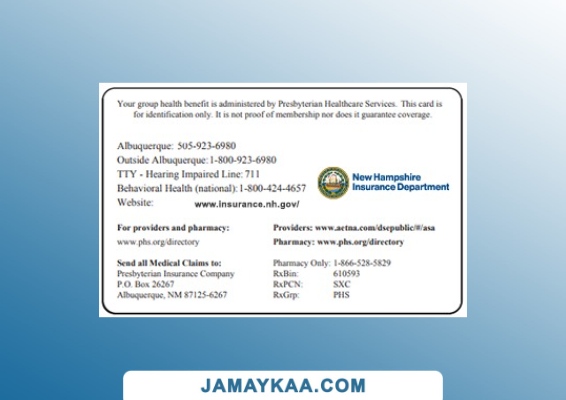 Your group health benefit is administered by Presbyterian Healthcare Services. This card is
for identification only. It is not proof of membership nor does it guarantee coverage.
Albuquerque: 505-923-6980
Outside Albuquerque: 1-800-923-6980
TTY - Hearing Impaired Line: 711
Behavioral Health (national): 1-800-424-4657
Website: www.insurance.nh.gov/
New Hampshire
Insurance Department
For providers and pharmacy:
www.phs.org/directory
Providers: www.aetna.com/dsepublic/#/asa
Pharmacy: www.phs.org/directory
Send all Medical Claims to:
Presbyterian Insurance Company
P.O. Box 26267
Albuquerque, NM 87125-6267
Pharmacy Only: 1-866-528-5829
RxBin: 610593
RxPCN: SXC
RxGrp: PHS
JAMAYKAA.COM